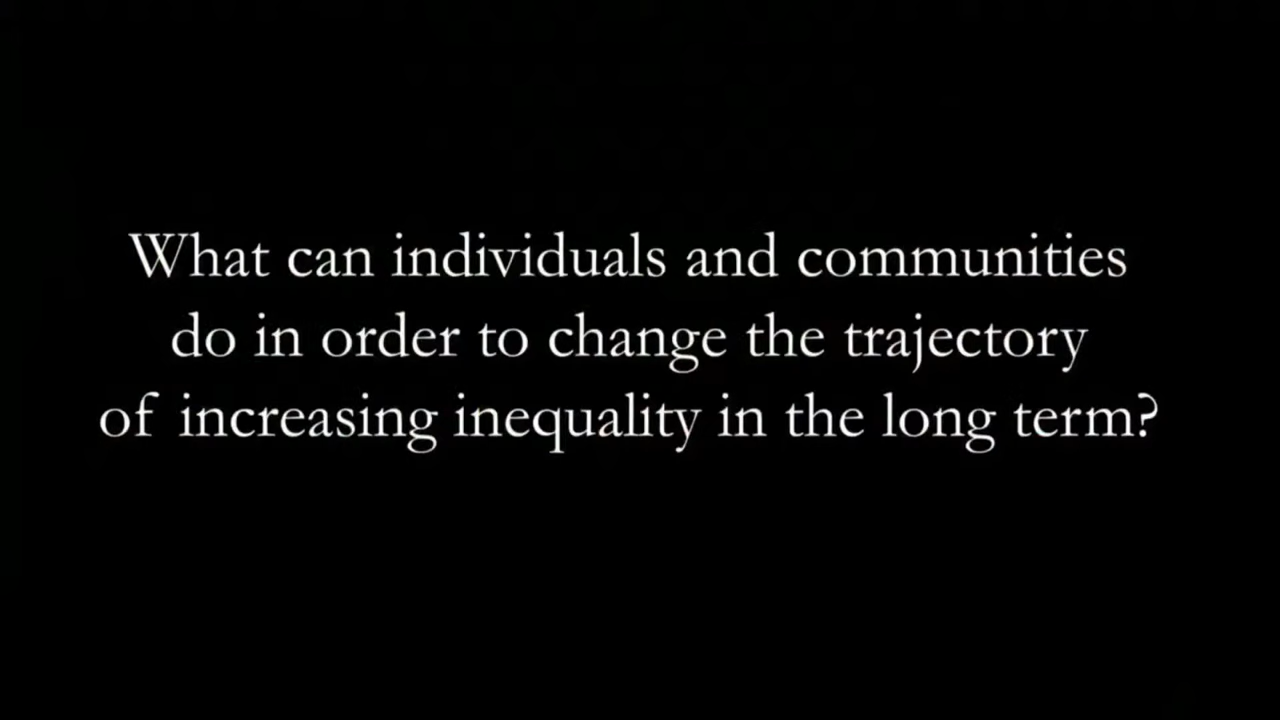 What can individuals and communities
do in order to change the trajectory
of increasing inequality in the long term?